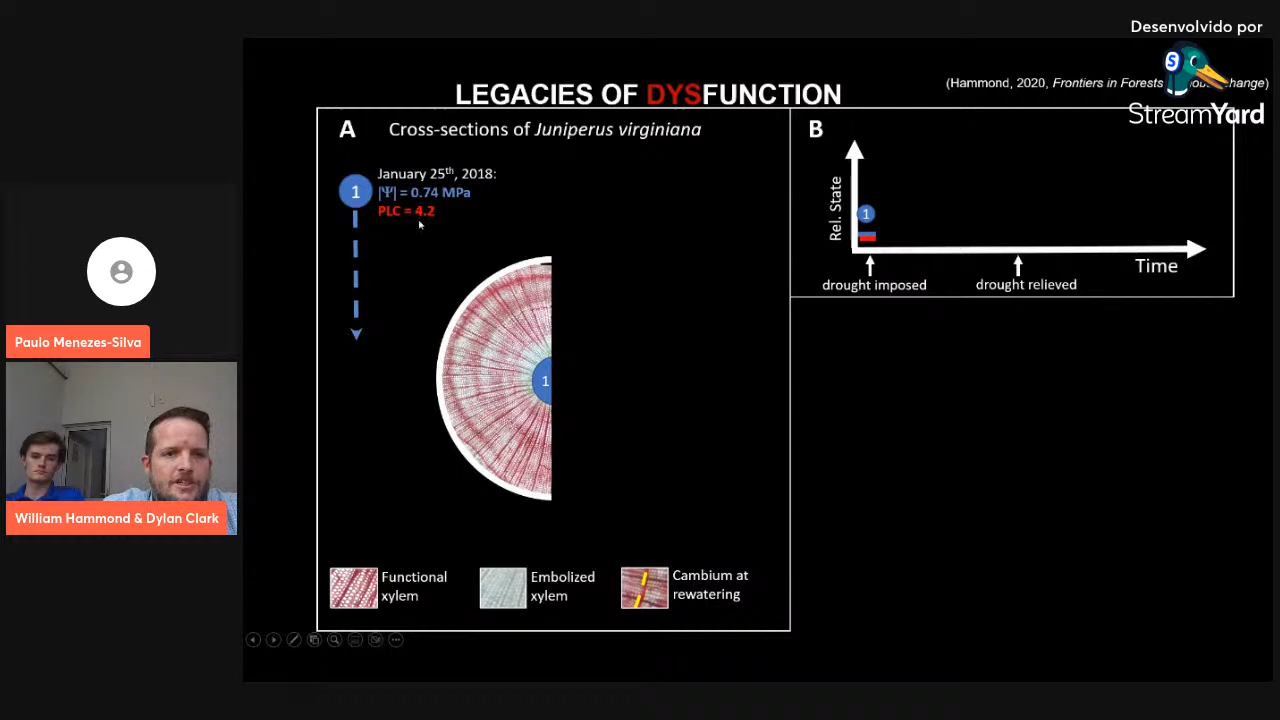 Desenvolvido por
StreamYard
LEGACIES OF DYSFUNCTION
(Hammond, 2020, Frontiers in Forests hange)
A Cross-sections of Juniperus virginiana
1
January 25th, 2018:
|Ψ| = 0.74 MPa
PLC = 4.2
1
Functional
xylem
Embolized
xylem
Cambium at
rewatering
B
Rel. State
1
Time
drought imposed
drought relieved
Paulo Menezes-Silva
William Hammond & Dylan Clark
S